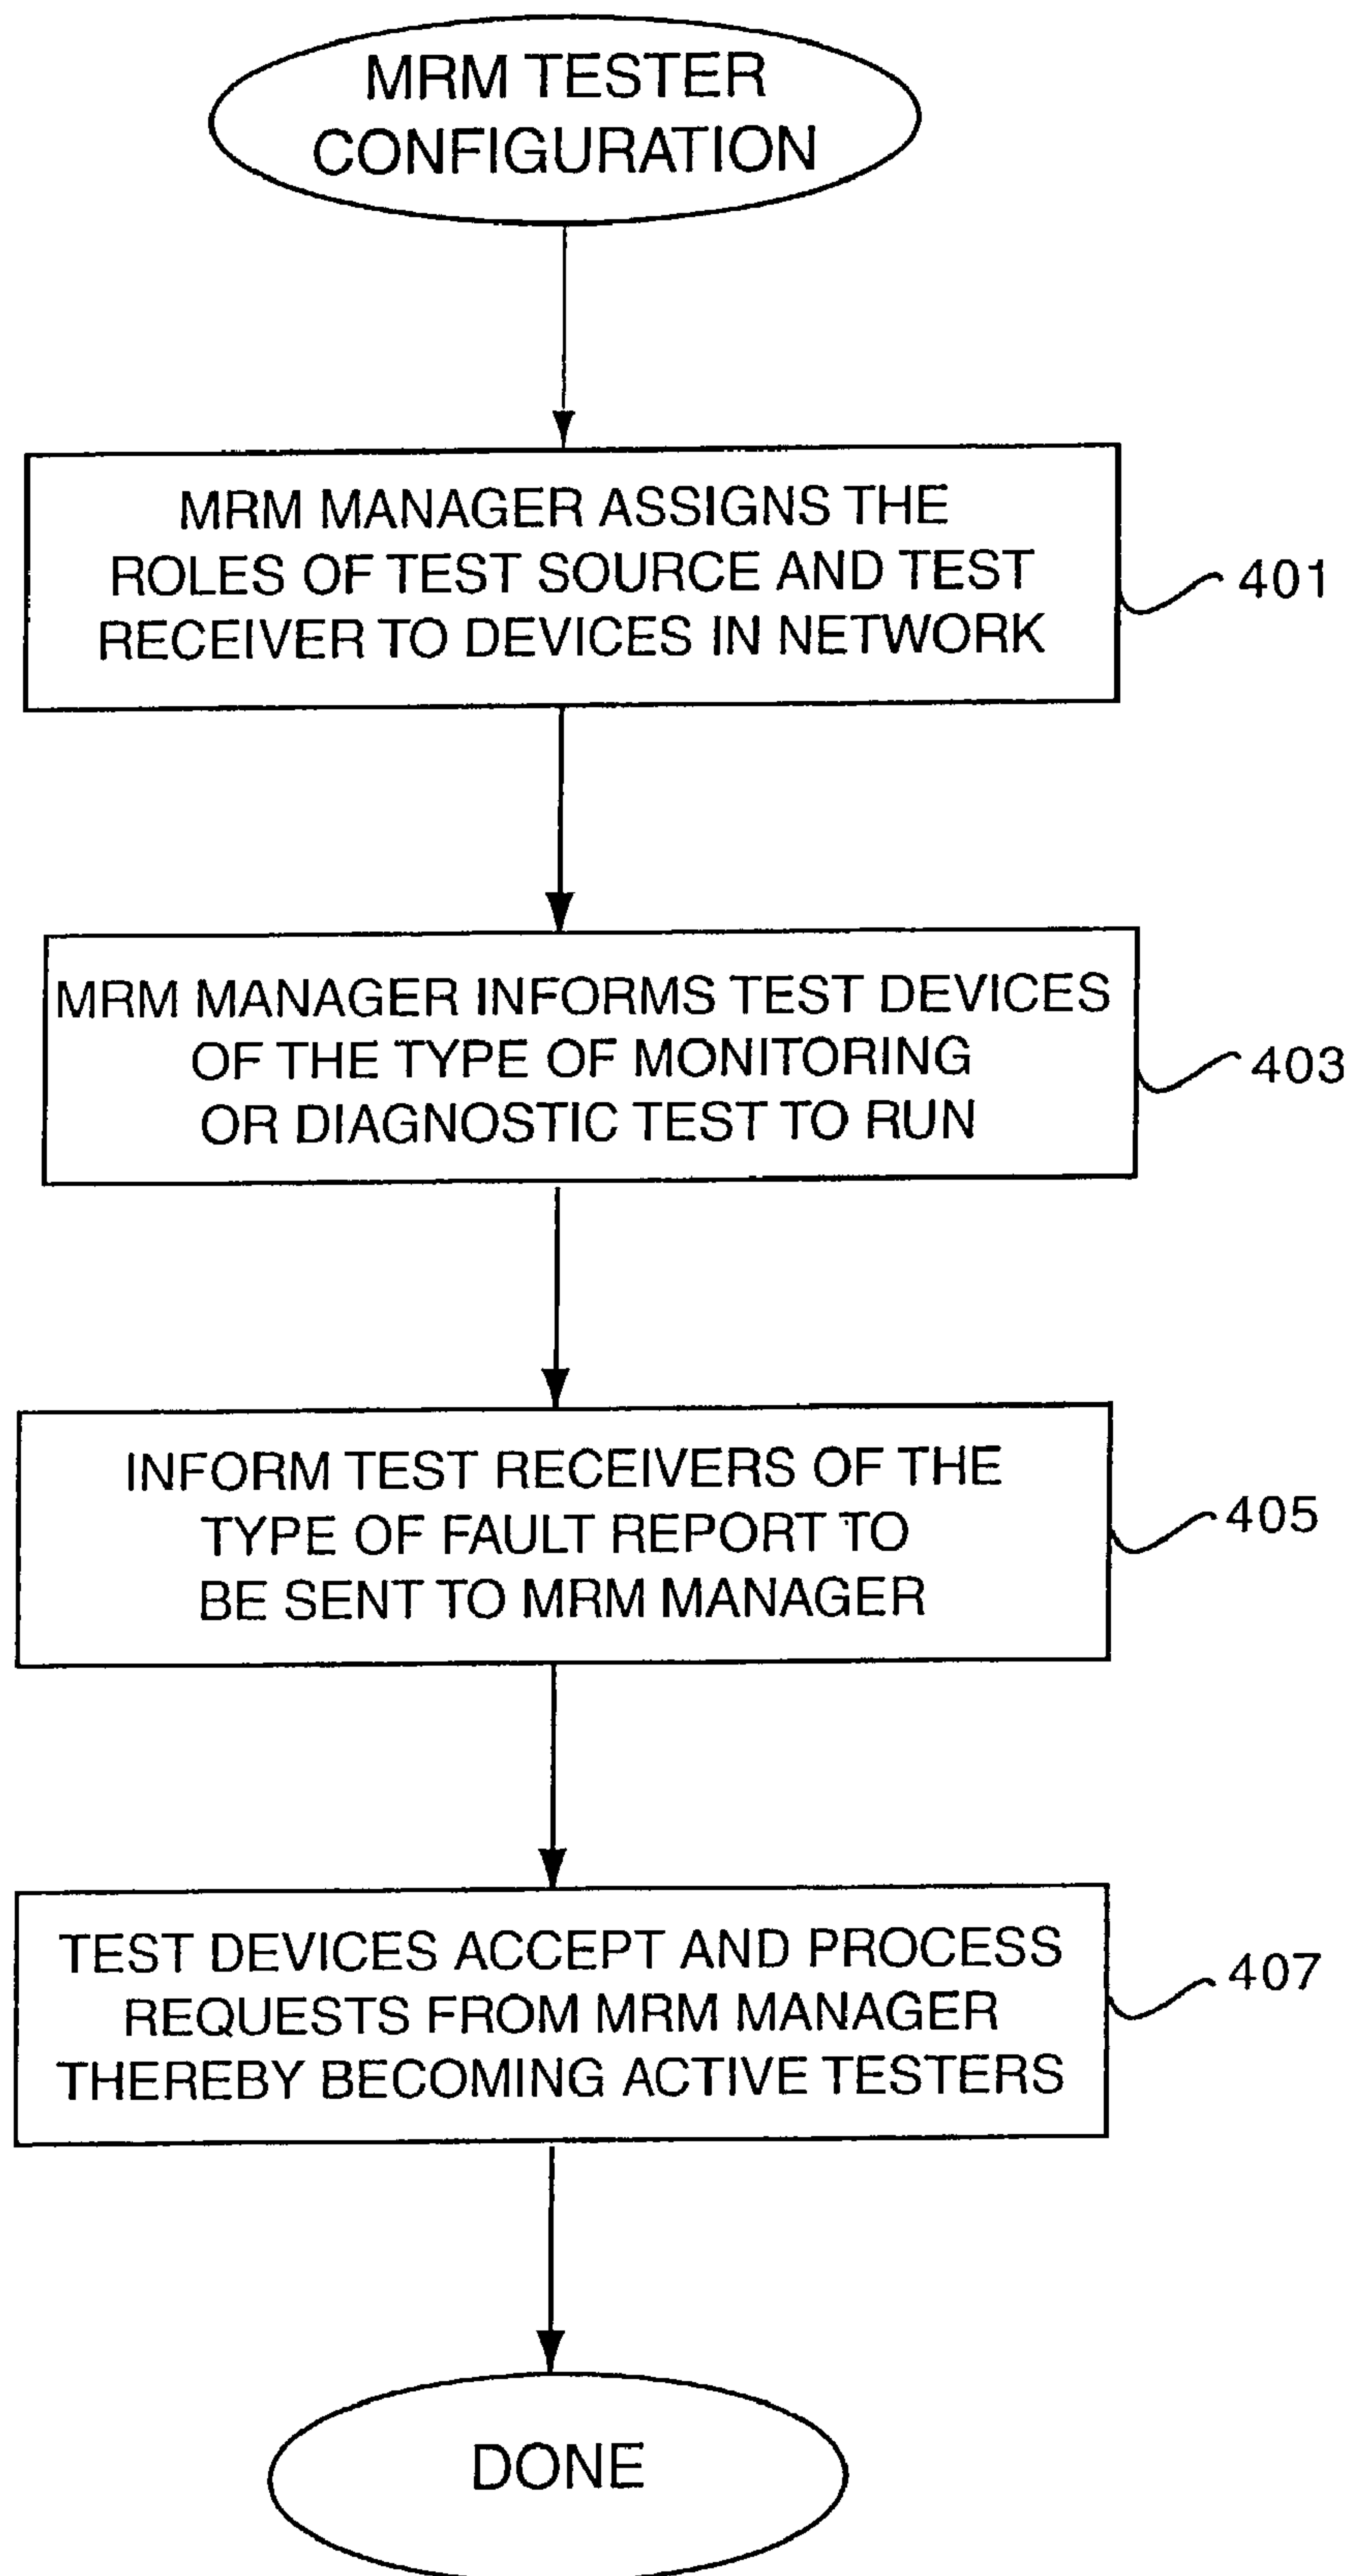 MRM TESTER
CONFIGURATION
MRM MANAGER ASSIGNS THE
ROLES OF TEST SOURCE AND TEST
RECEIVER TO DEVICES IN NETWORK
401
MRM MANAGER INFORMS TEST DEVICES
OF THE TYPE OF MONITORING
OR DIAGNOSTIC TEST TO RUN
403
INFORM TEST RECEIVERS OF THE
TYPE OF FAULT REPORT TO
BE SENT TO MRM MANAGER
405
TEST DEVICES ACCEPT AND PROCESS
REQUESTS FROM MRM MANAGER
THEREBY BECOMING ACTIVE TESTERS
407
DONE